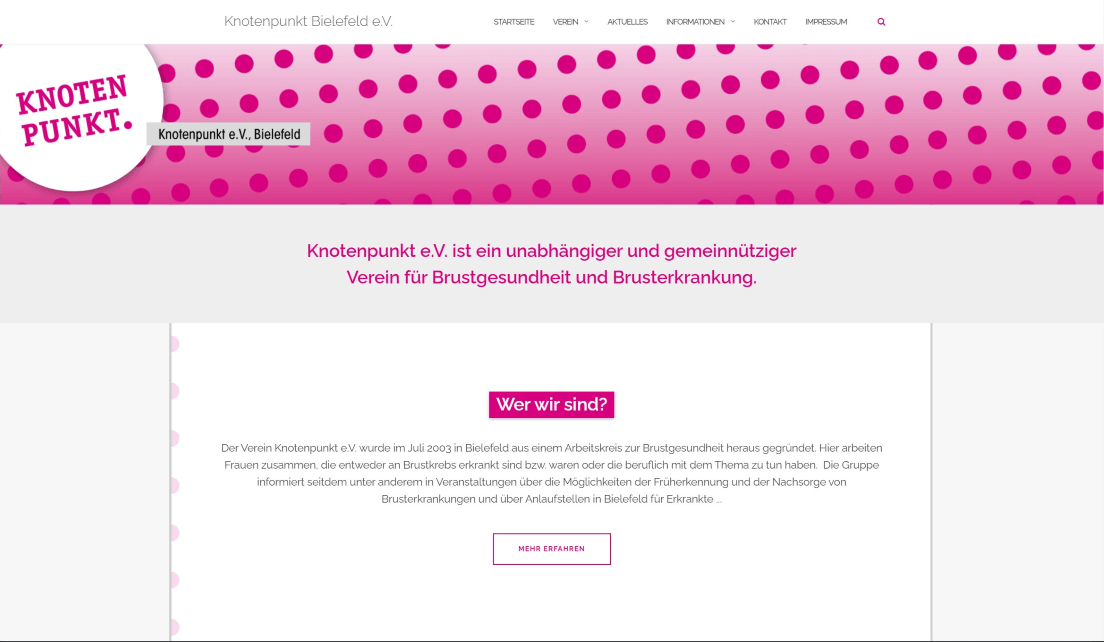 Knotenpunkt Bielefeld e.V.
STARTSEITE VEREIN AKTUELLES INFORMATIONEN KONTAKT IMPRESSUM
KNOTEN
PUNKT.
Knotenpunkt e.V., Bielefeld
Knotenpunkt e.V. ist ein unabhängiger und gemeinnütziger
Verein für Brustgesundheit und Brusterkrankung.
Wer wir sind?
Der Verein Knotenpunkt e.V. wurde im Juli 2003 in Bielefeld aus einem Arbeitskreis zur Brustgesundheit heraus gegründet. Hier arbeiten
Frauen zusammen, die entweder an Brustkrebs erkrankt sind bzw. waren oder die beruflich mit dem Thema zu tun haben. Die Gruppe
informiert seitdem unter anderem in Veranstaltungen über die Möglichkeiten der Früherkennung und der Nachsorge von
Brusterkrankungen und über Anlaufstellen in Bielefeld für Erkrankte ...
MEHR ERFAHREN